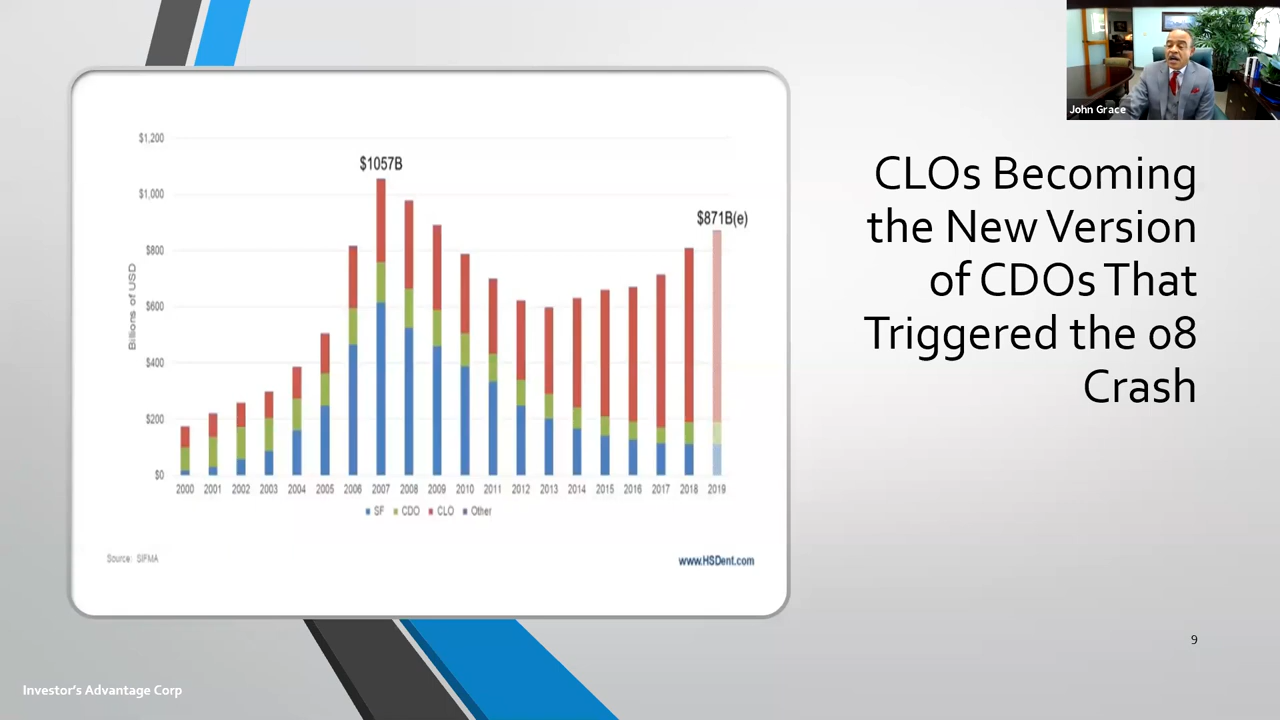 John Grace
CLOs Becoming
the New Version
of CDOs That
Triggered the 08
Crash
$1057B
$871B(e)
$1,200
$1,000
$800
$600
$400
$200
$0
Billions of USD
2000 2001 2002 2003 2004 2005 2006 2007 2008 2009 2010 2011 2012 2013 2014 2015 2016 2017 2018 2019
SF CDO CLO Other
Source: SIFMA
www.HSDent.com
9
Investor's Advantage Corp